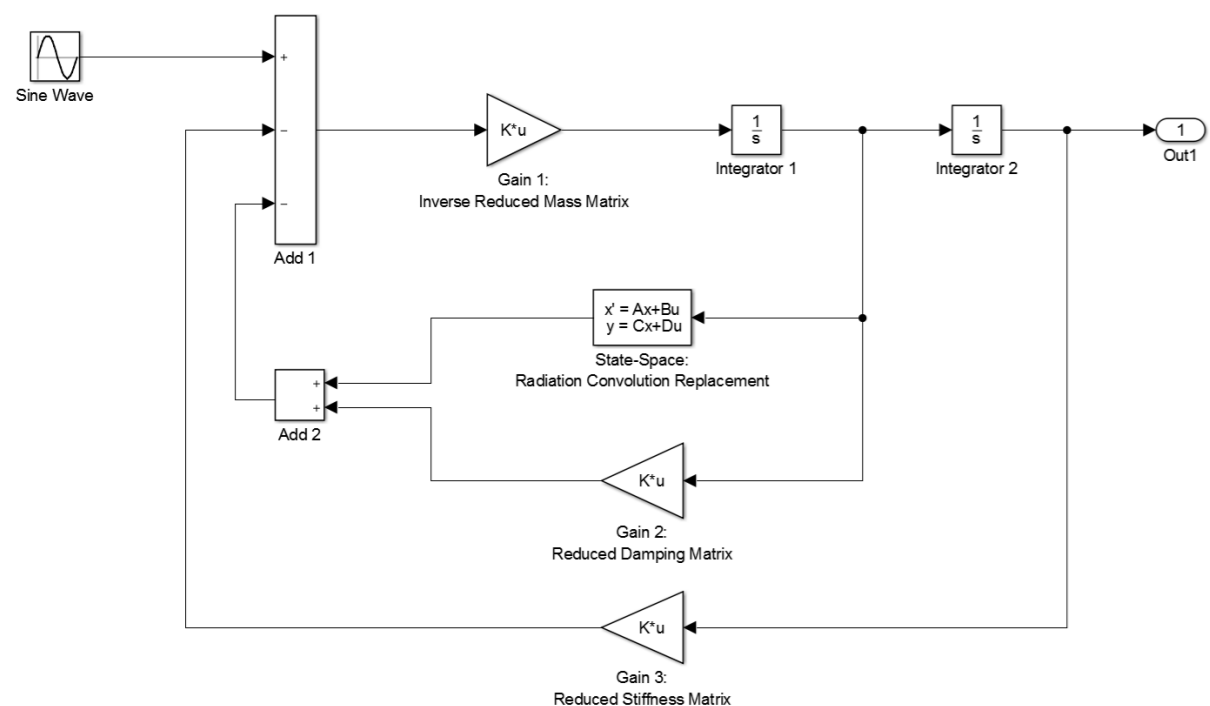 +
Sine Wave
−
K*u
1
s
1
s
1
Integrator 1
Integrator 2
Out1
Gain 1:
Inverse Reduced Mass Matrix
−
Add 1
x' = Ax+Bu
y = Cx+Du
State-Space:
Radiation Convolution Replacement
+
+
Add 2
K*u
Gain 2:
Reduced Damping Matrix
K*u
Gain 3:
Reduced Stiffness Matrix